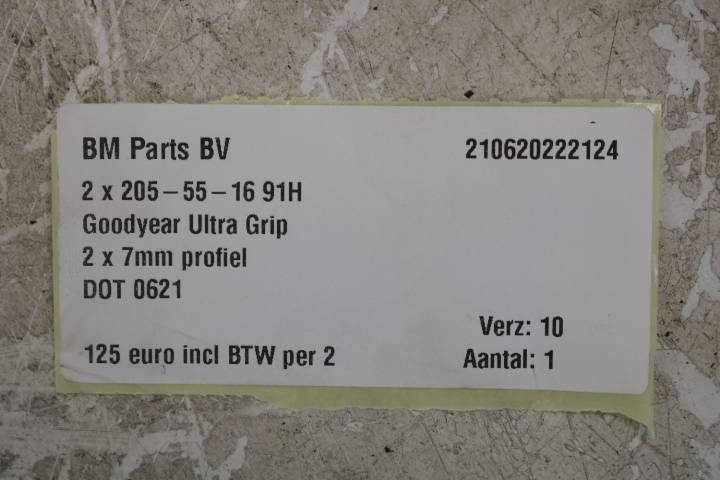 BM Parts BV 210620222124
2 x 205-55-16 91H
Goodyear Ultra Grip
2 x 7mm profiel
DOT 0621
Verz: 10
125 euro incl BTW per 2 Aantal: 1